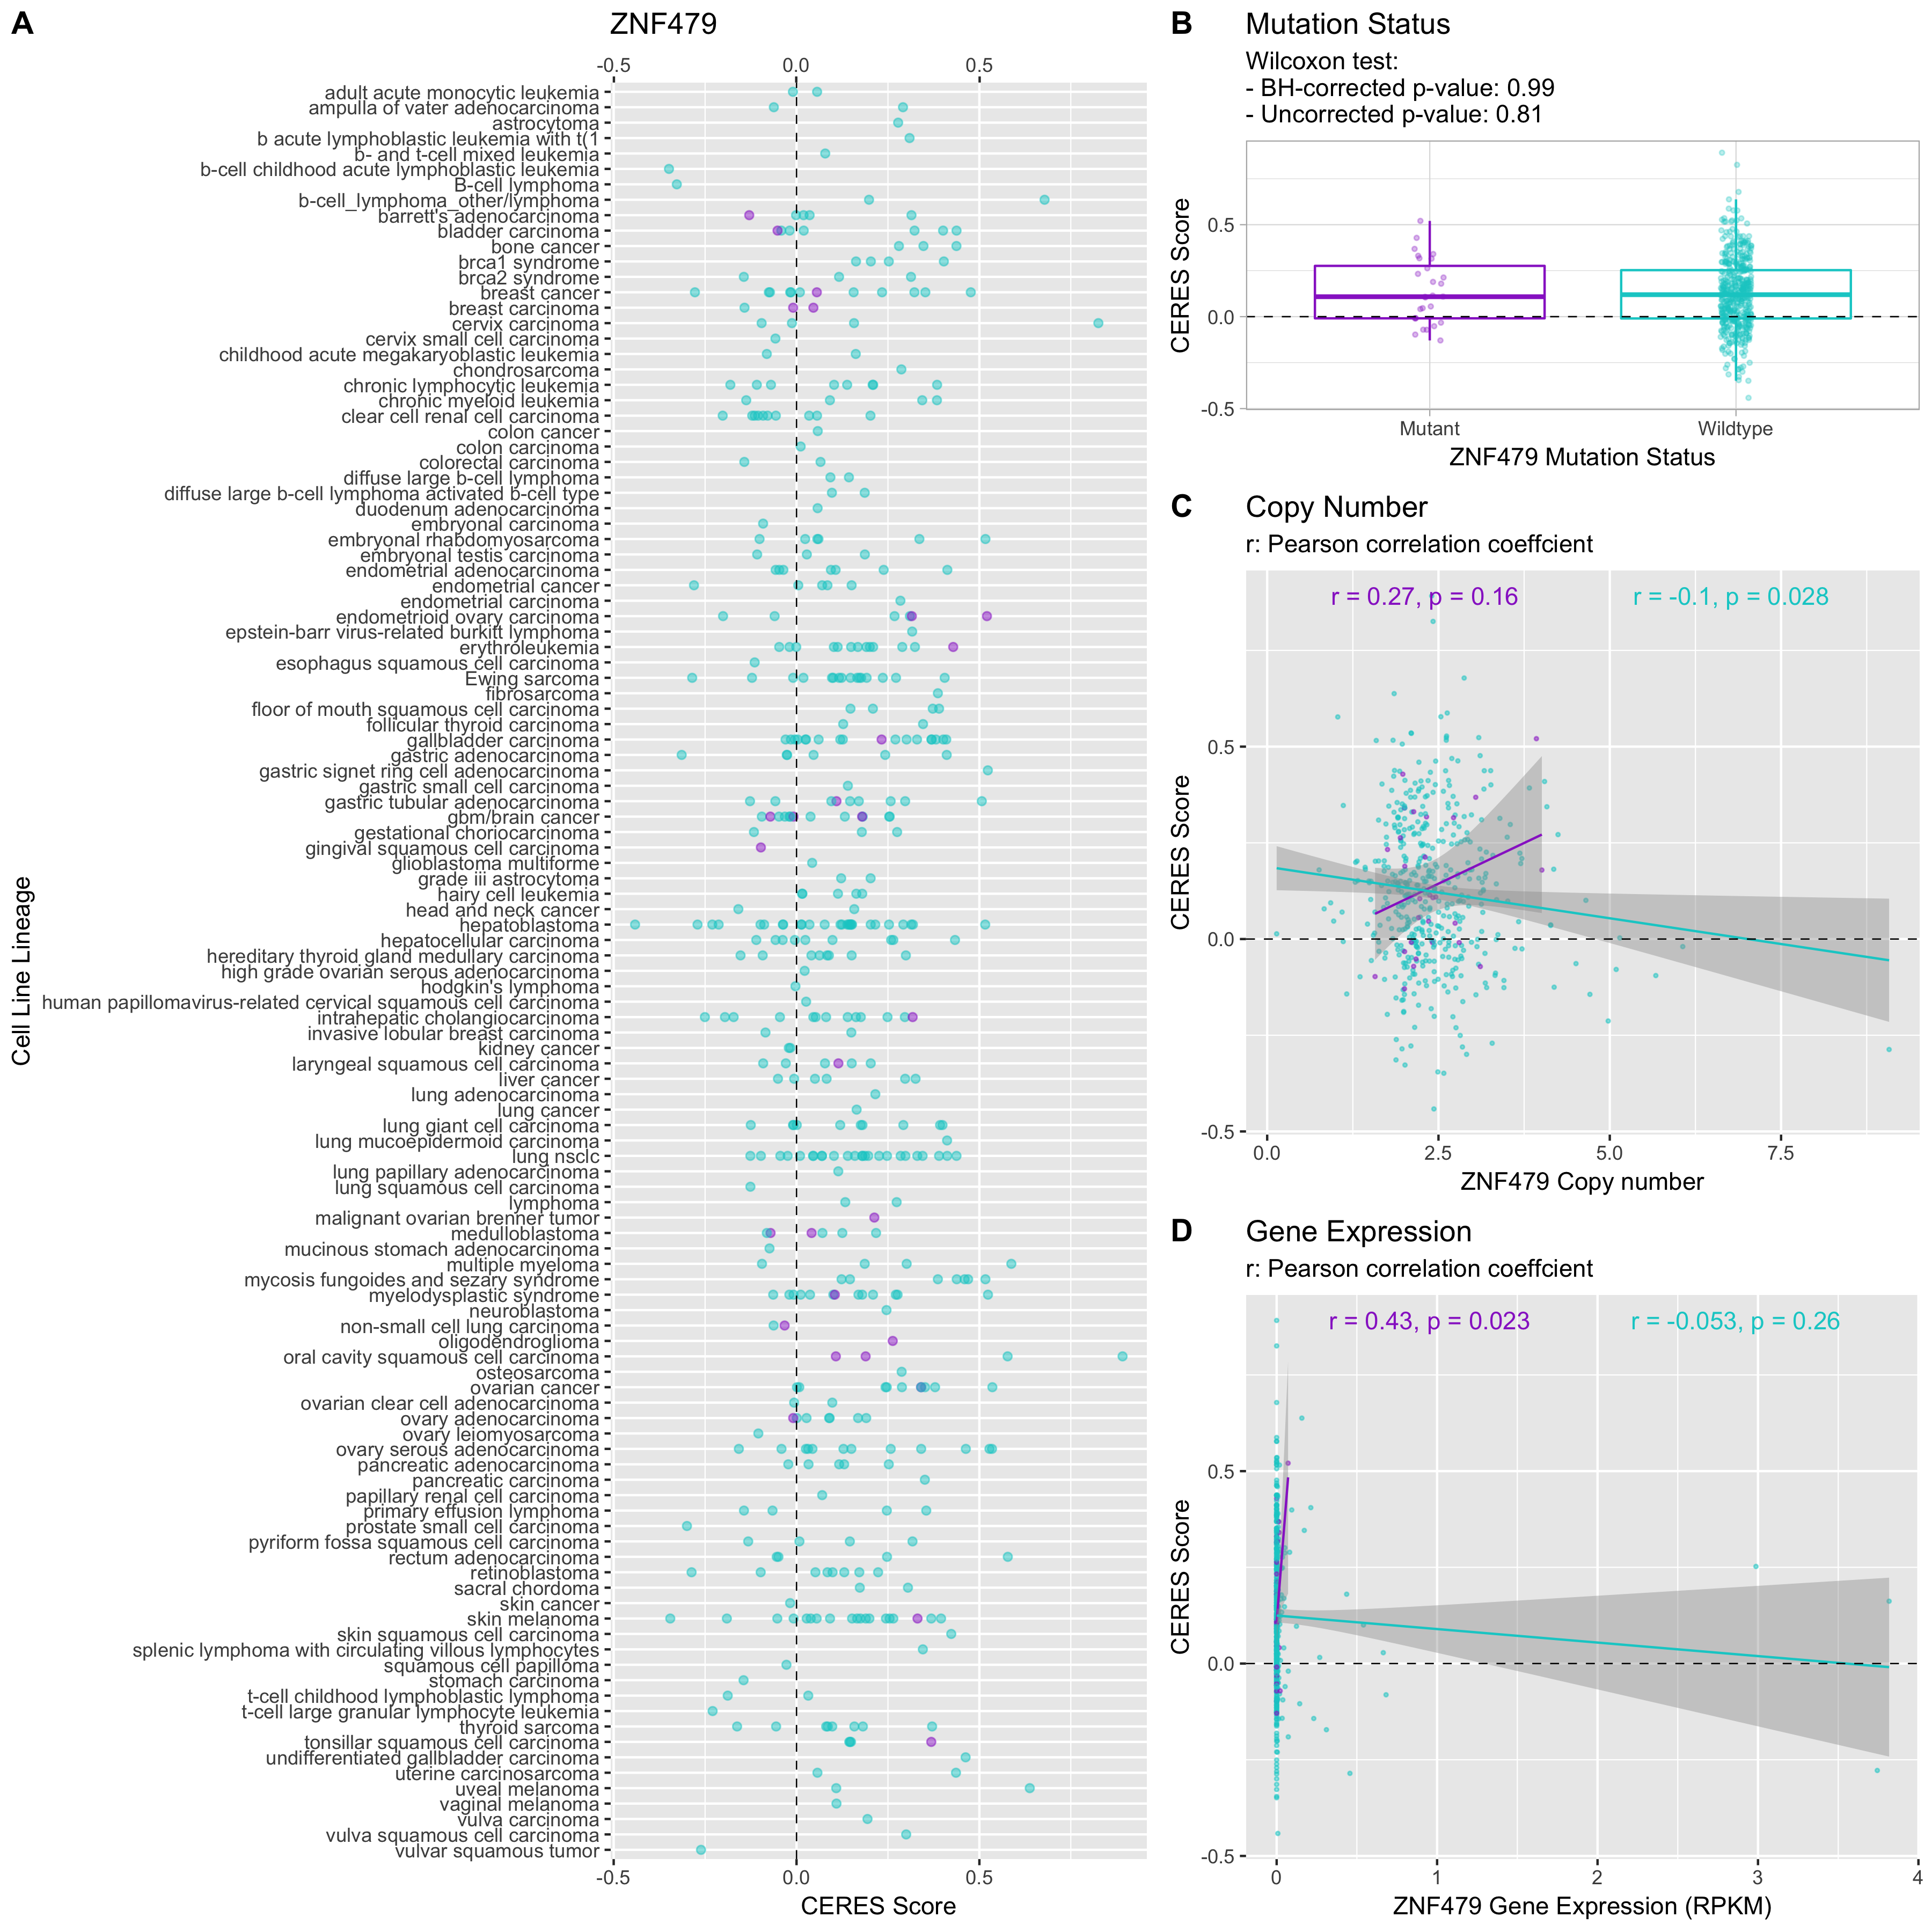 A
ZNF479
-0.5
0.0
0.5
adult acute monocytic leukemia
ampulla of vater adenocarcinoma
astrocytoma
b acute lymphoblastic leukemia with t(1
b- and t-cell mixed leukemia
b-cell childhood acute lymphoblastic leukemia
B-cell lymphoma
b-cell_lymphoma_other/lymphoma
barrett's adenocarcinoma
bladder carcinoma
bone cancer
brca1 syndrome
brca2 syndrome
breast cancer
breast carcinoma
cervix carcinoma
cervix small cell carcinoma
childhood acute megakaryoblastic leukemia
chondrosarcoma
chronic lymphocytic leukemia
chronic myeloid leukemia
clear cell renal cell carcinoma
colon cancer
colon carcinoma
colorectal carcinoma
diffuse large b-cell lymphoma
diffuse large b-cell lymphoma activated b-cell type
duodenum adenocarcinoma
embryonal carcinoma
embryonal rhabdomyosarcoma
embryonal testis carcinoma
endometrial adenocarcinoma
endometrial cancer
endometrial carcinoma
endometrioid ovary carcinoma
epstein-barr virus-related burkitt lymphoma
erythroleukemia
esophagus squamous cell carcinoma
Ewing sarcoma
fibrosarcoma
floor of mouth squamous cell carcinoma
follicular thyroid carcinoma
gallbladder carcinoma
gastric adenocarcinoma
gastric signet ring cell adenocarcinoma
gastric small cell carcinoma
gastric tubular adenocarcinoma
gbm/brain cancer
gestational choriocarcinoma
gingival squamous cell carcinoma
glioblastoma multiforme
grade iii astrocytoma
hairy cell leukemia
head and neck cancer
hepatoblastoma
hepatocellular carcinoma
hereditary thyroid gland medullary carcinoma
high grade ovarian serous adenocarcinoma
hodgkin's lymphoma
human papillomavirus-related cervical squamous cell carcinoma
intrahepatic cholangiocarcinoma
invasive lobular breast carcinoma
kidney cancer
laryngeal squamous cell carcinoma
liver cancer
lung adenocarcinoma
lung cancer
lung giant cell carcinoma
lung mucoepidermoid carcinoma
lung nsclc
lung papillary adenocarcinoma
lung squamous cell carcinoma
lymphoma
malignant ovarian brenner tumor
medulloblastoma
mucinous stomach adenocarcinoma
multiple myeloma
mycosis fungoides and sezary syndrome
myelodysplastic syndrome
neuroblastoma
non-small cell lung carcinoma
oligodendroglioma
oral cavity squamous cell carcinoma
osteosarcoma
ovarian cancer
ovarian clear cell adenocarcinoma
ovary adenocarcinoma
ovary leiomyosarcoma
ovary serous adenocarcinoma
pancreatic adenocarcinoma
pancreatic carcinoma
papillary renal cell carcinoma
primary effusion lymphoma
prostate small cell carcinoma
pyriform fossa squamous cell carcinoma
rectum adenocarcinoma
retinoblastoma
sacral chordoma
skin cancer
skin melanoma
skin squamous cell carcinoma
splenic lymphoma with circulating villous lymphocytes
squamous cell papilloma
stomach carcinoma
t-cell childhood lymphoblastic lymphoma
t-cell large granular lymphocyte leukemia
thyroid sarcoma
tonsillar squamous cell carcinoma
undifferentiated gallbladder carcinoma
uterine carcinosarcoma
uveal melanoma
vaginal melanoma
vulva carcinoma
vulva squamous cell carcinoma
vulvar squamous tumor
-0.5
0.0
0.5
CERES Score
Cell Line Lineage
B
Mutation Status
Wilcoxon test:
- BH-corrected p-value: 0.99
- Uncorrected p-value: 0.81
CERES Score
0.5
0.0
-0.5
Mutant
Wildtype
ZNF479 Mutation Status
C
Copy Number
r: Pearson correlation coeffcient
r = 0.27, p = 0.16
r = -0.1, p = 0.028
CERES Score
0.5
0.0
-0.5
0.0
2.5
5.0
7.5
ZNF479 Copy number
D
Gene Expression
r: Pearson correlation coeffcient
r = 0.43, p = 0.023
r = -0.053, p = 0.26
CERES Score
0.5
0.0
-0.5
0
1
2
3
4
ZNF479 Gene Expression (RPKM)